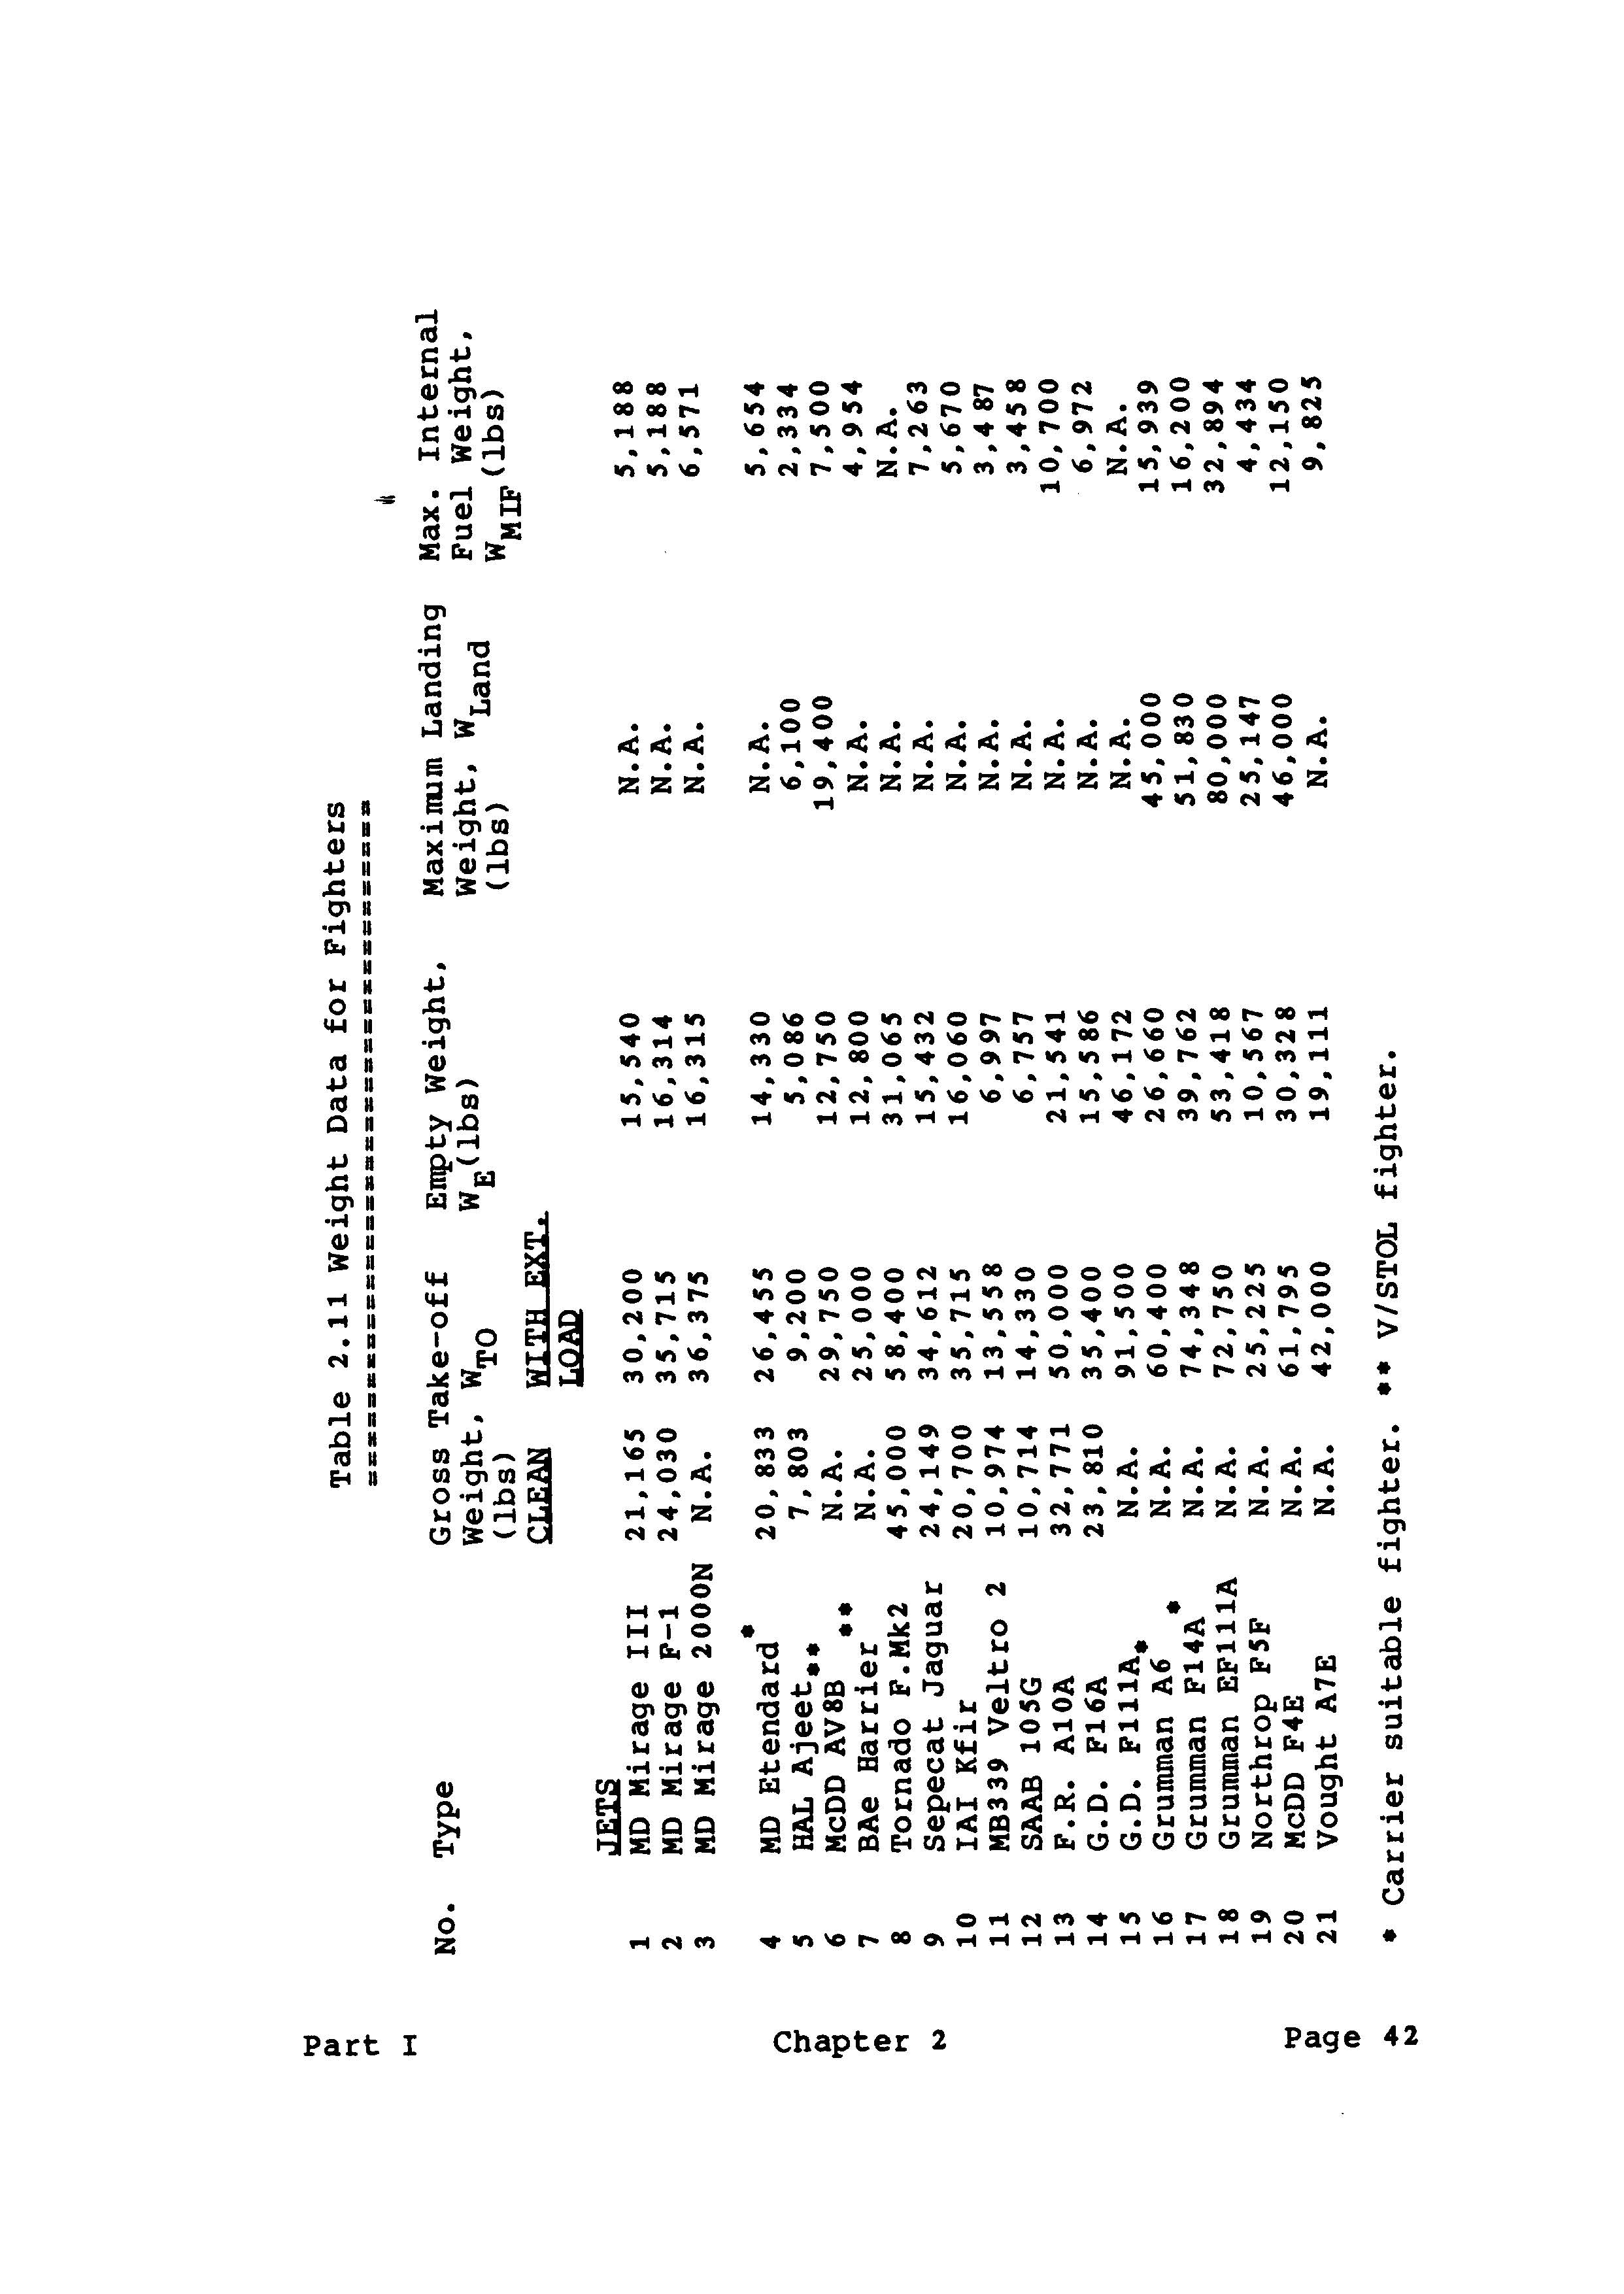 Part I
Chapter 2
Page 42
Table 2.11 Weight Data for Fighters
===================================
No. Type Gross Take-off Empty Weight, Maximum Landing Max. Internal
Weight, WTO WE(lbs) Weight, WLand Fuel Weight,
(lbs) (lbs) WMIF(lbs)
CLEAN WITH EXT.
LOAD
JETS
1 MD Mirage III 21,165 30,200 15,540 N.A. 5,188
2 MD Mirage F-1 24,030 35,715 16,314 N.A. 5,188
3 MD Mirage 2000N N.A. 36,375 16,315 N.A. 6,571
4 MD Etendard* 20,833 26,455 14,330 N.A. 5,654
5 HAL Ajeet 7,803 9,200 5,086 6,100 2,334
6 McDD AV8B** N.A. 29,750 12,750 19,400 7,500
7 BAe Harrier** N.A. 25,000 12,800 N.A. 4,954
8 Tornado F.Mk2 45,000 58,400 31,065 N.A. N.A.
9 Sepecat Jaguar 24,149 34,612 15,432 N.A. 7,263
10 IAI Kfir 20,700 35,715 16,060 N.A. 5,670
11 MB339 Veltro 2 10,974 13,558 6,997 N.A. 3,487
12 SAAB 105G 10,714 14,330 6,757 N.A. 3,458
13 F.R. A10A 32,771 50,000 21,541 N.A. 10,700
14 G.D. F16A 23,810 35,400 15,586 N.A. 6,972
15 G.D. F111A N.A. 91,500 46,172 N.A. N.A.
16 Grumman A6* N.A. 60,400 26,660 45,000 15,939
17 Grumman F14A* N.A. 74,348 39,762 51,830 16,200
18 Grumman EF111A N.A. 72,750 53,418 80,000 32,894
19 Northrop F5F N.A. 25,225 10,567 25,147 4,434
20 McDD F4E N.A. 61,795 30,328 46,000 12,150
21 Vought A7E N.A. 42,000 19,111 N.A. 9,825
* Carrier suitable fighter. ** V/STOL fighter.